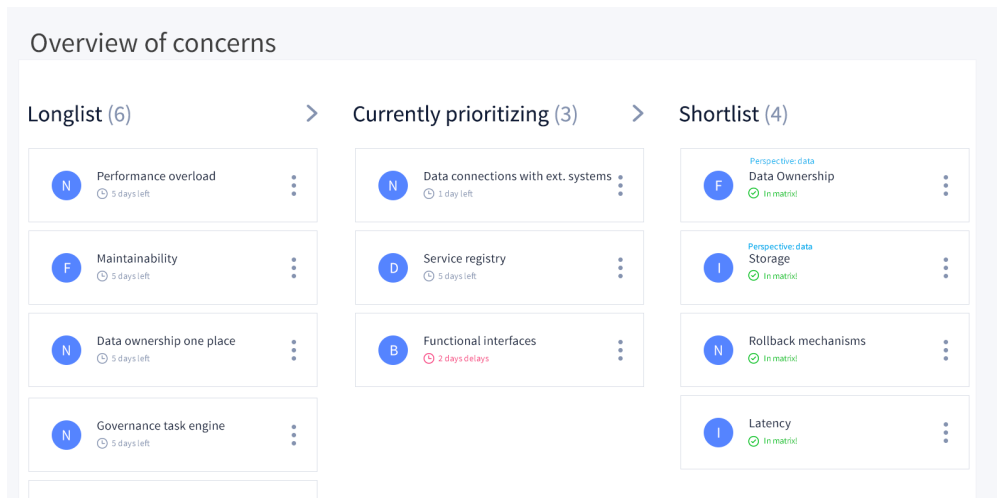 Overview of concerns
Longlist (6)
N
Performance overload
5 days left
F
Maintainability
5 days left
N
Data ownership one place
5 days left
N
Governance task engine
5 days left
Currently prioritizing (3)
N
Data connections with ext. systems
1 day left
D
Service registry
5 days left
B
Functional interfaces
2 days delays
Shortlist (4)
Perspective: data
F
Data Ownership
In matrix!
Perspective: data
I
Storage
In matrix!
N
Rollback mechanisms
In matrix!
I
Latency
In matrix!